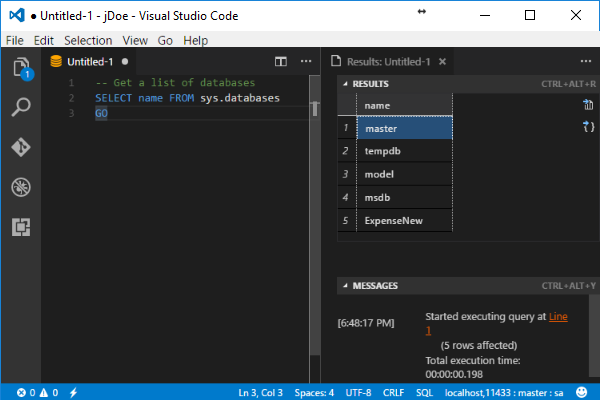 ● Untitled-1 - jDoe - Visual Studio Code
File Edit Selection View Go Help
1
Untitled-1 ●
1 -- Get a list of databases
2 SELECT name FROM sys.databases
3 GO
Results: Untitled-1
RESULTS CTRL+ALT+R
name
1 master
2 tempdb
3 model
4 msdb
5 ExpenseNew
MESSAGES CTRL+ALT+Y
[6:48:17 PM] Started executing query at Line
1
(5 rows affected)
Total execution time:
00:00:00.198
0 0 Ln 3, Col 3 Spaces: 4 UTF-8 CRLF SQL localhost,11433 : master : sa